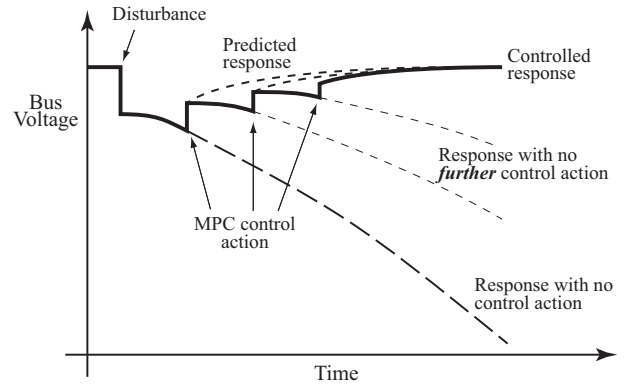 Disturbance
Predicted
response
Controlled
response
Bus
Voltage
Response with no
further control action
MPC control
action
Response with no
control action
Time